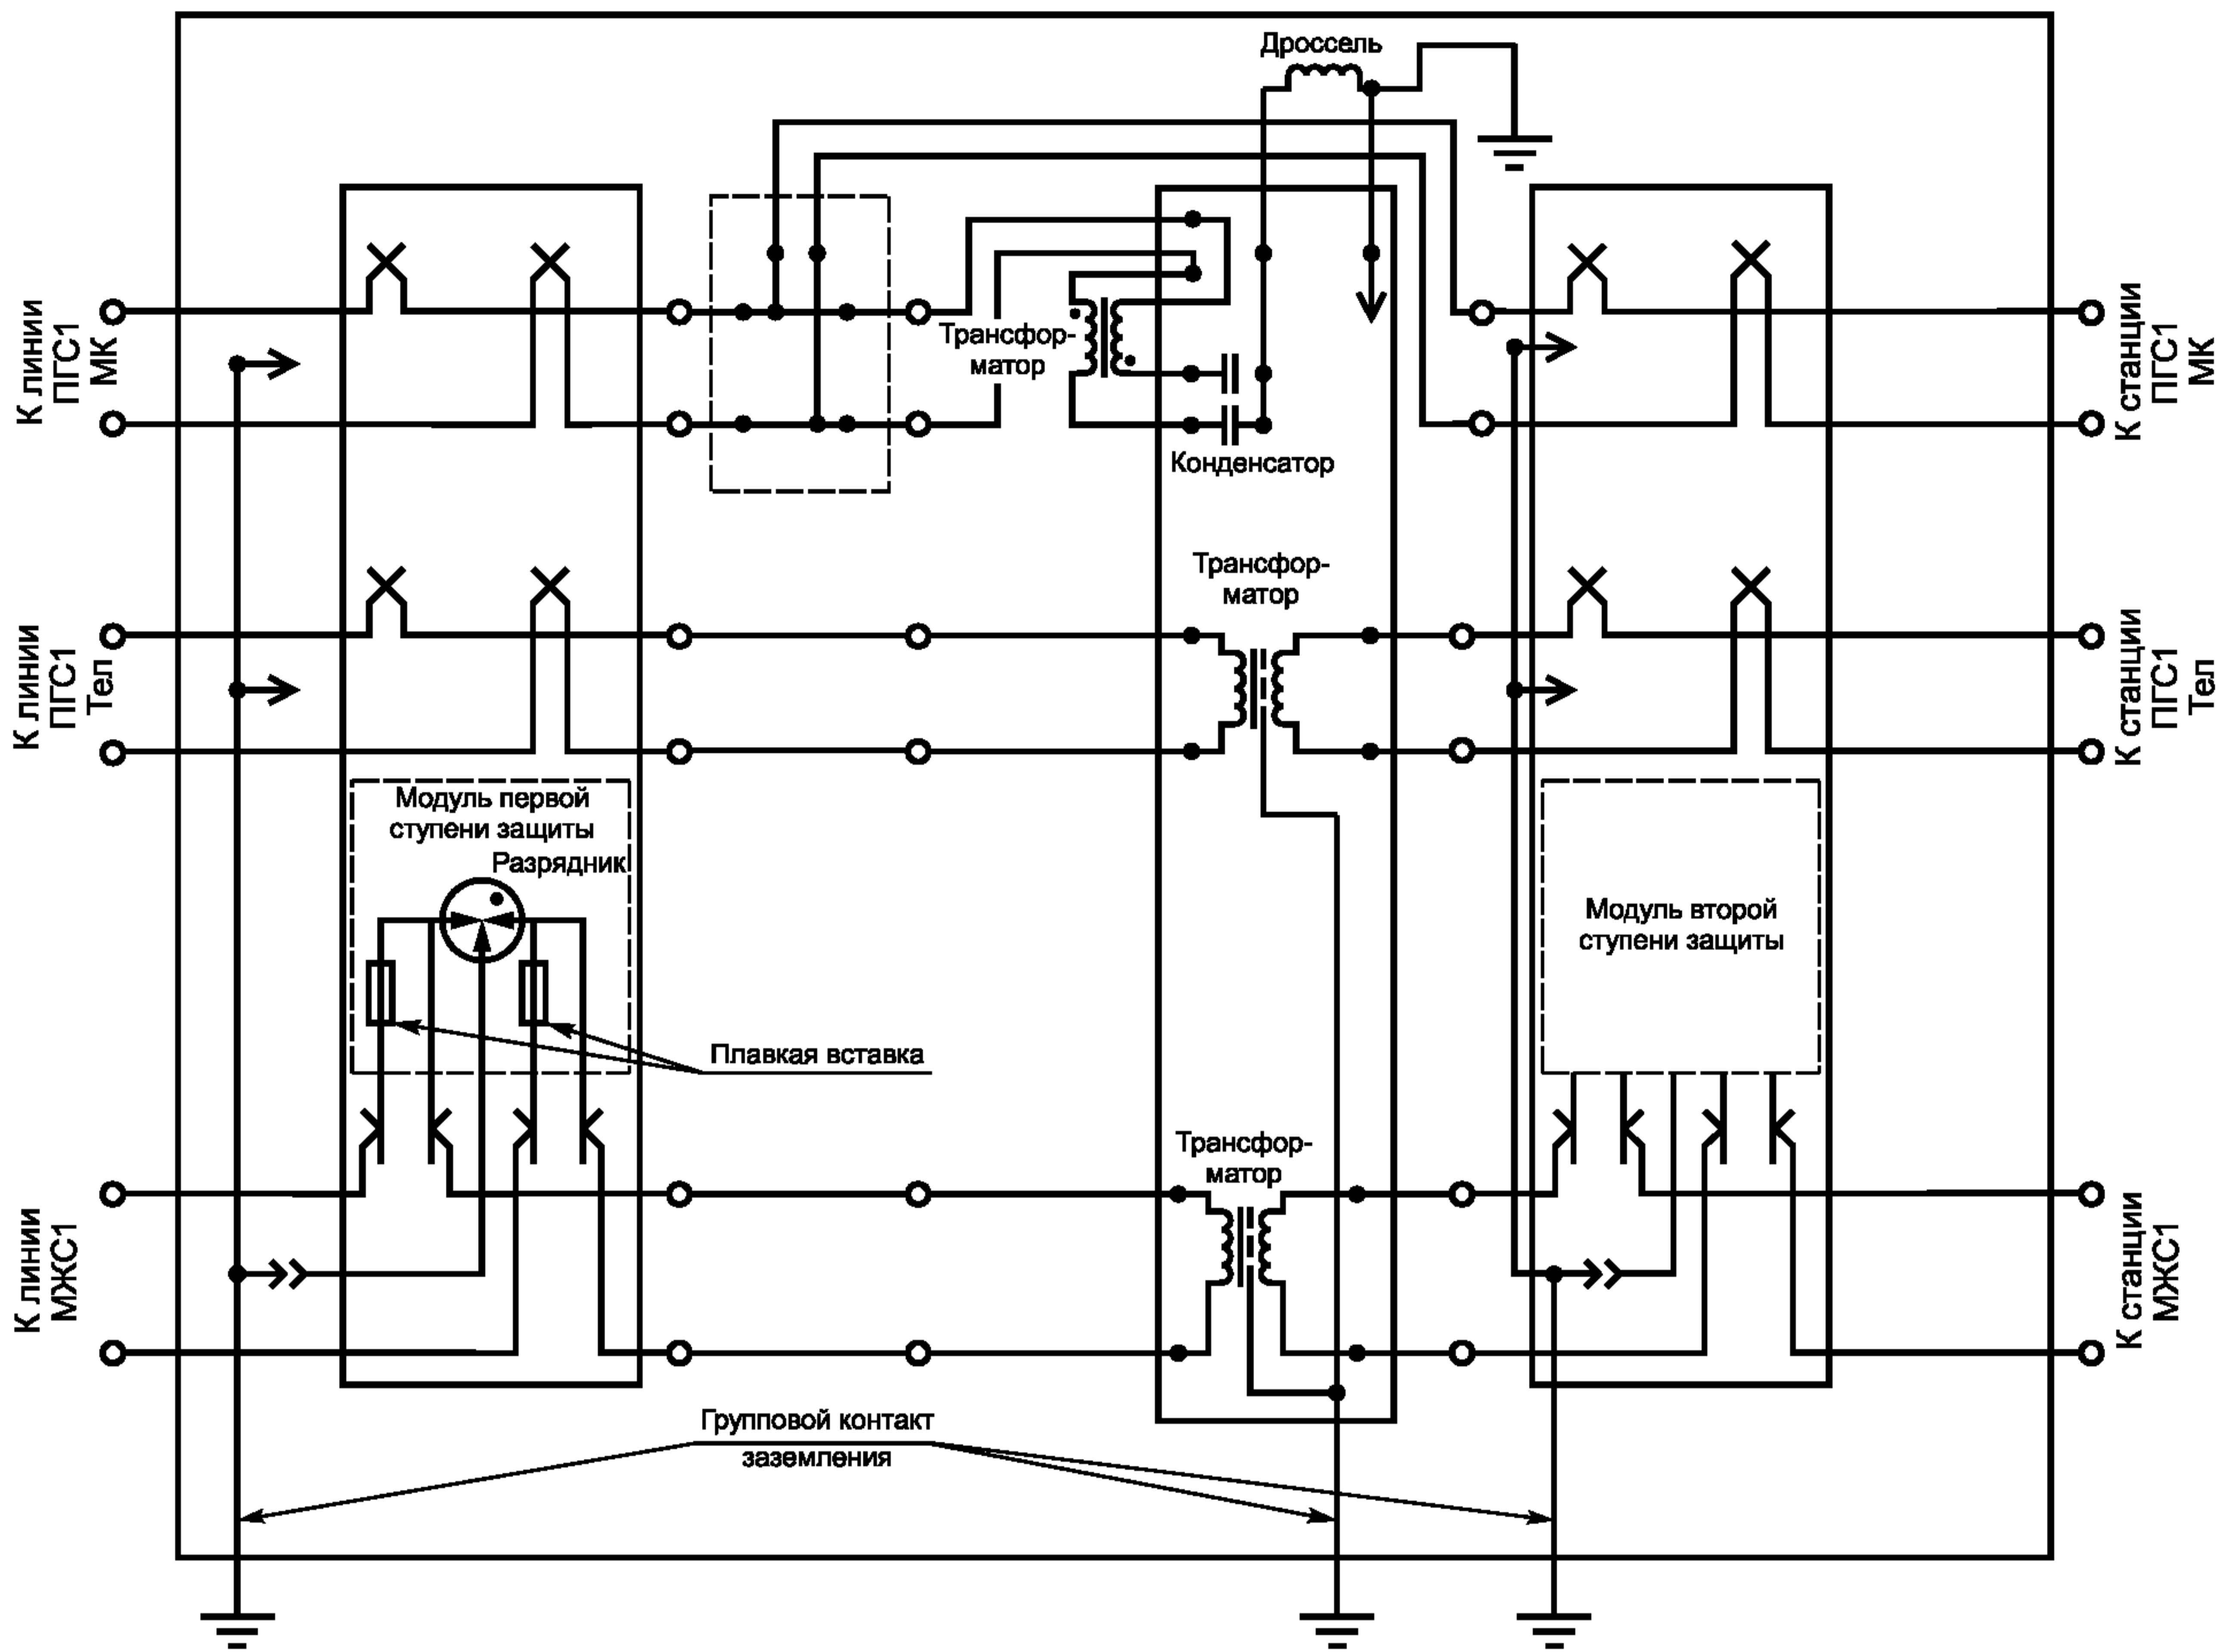 Дроссель
К линии
ПГС1
МК
Трансфор-
матор
Конденсатор
К станции
ПГС1
МК
К линии
ПГС1
Тел
Трансфор-
матор
К станции
ПГС1
Тел
Модуль первой
ступени защиты
Разрядник
Плавкая вставка
Модуль второй
ступени защиты
К линии
МЖС1
Трансфор-
матор
К станции
МЖС1
Групповой контакт
заземления